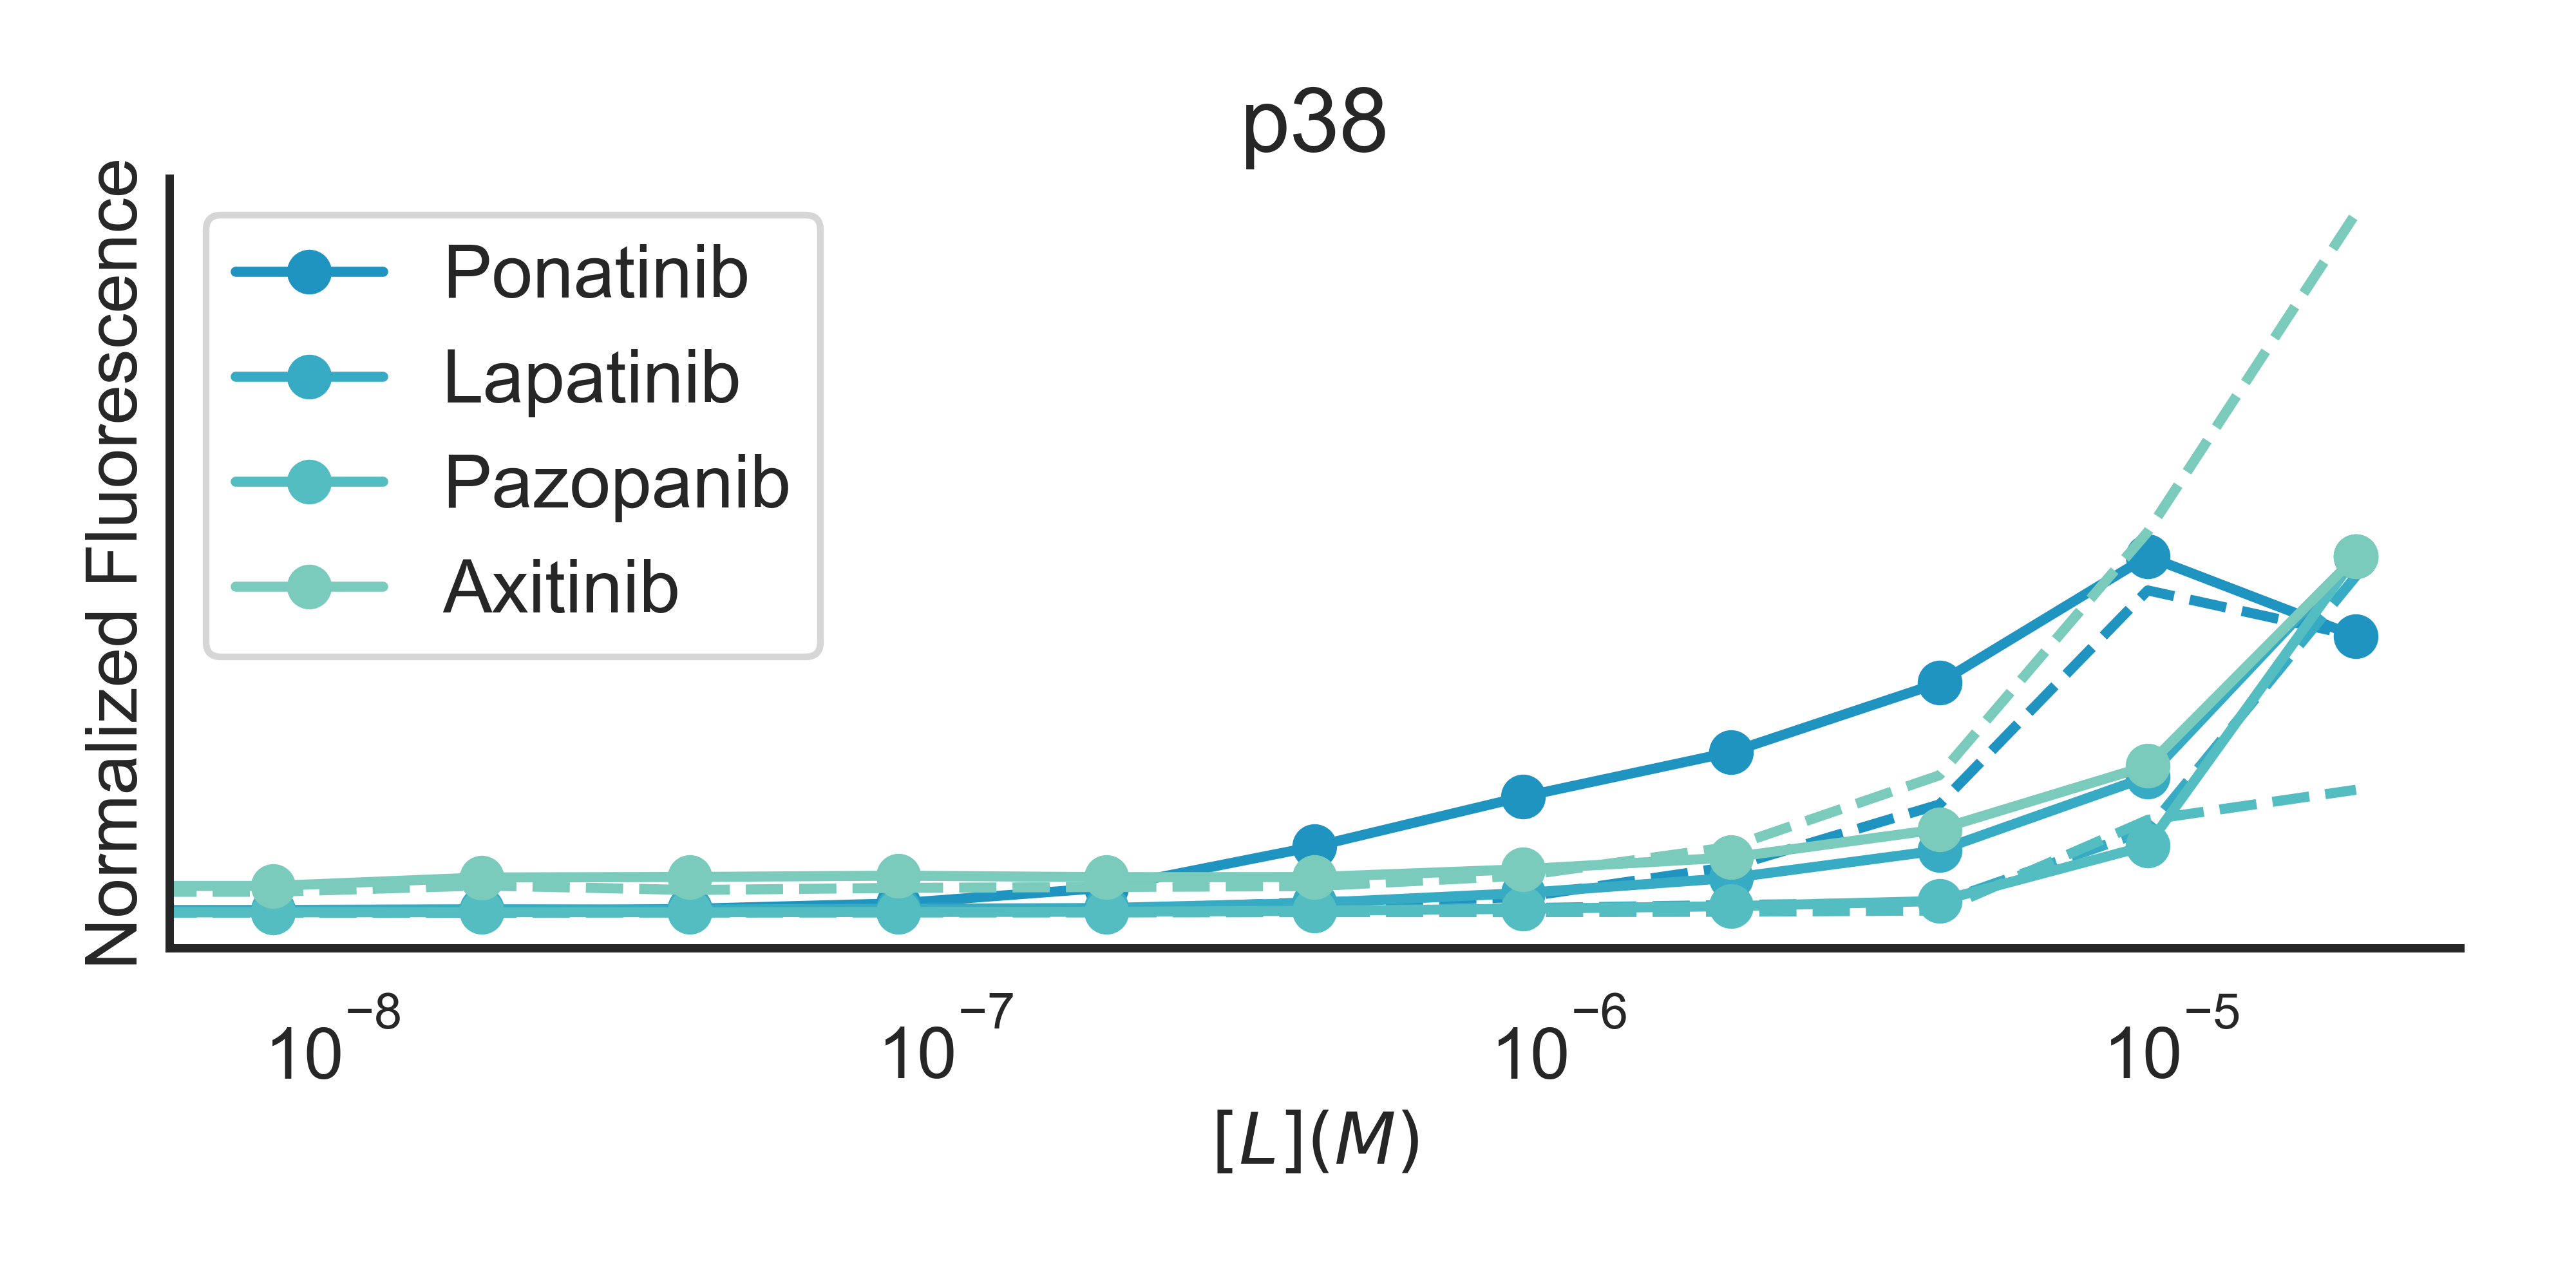 p38
Normalized Fluorescence
Ponatinib
Lapatinib
Pazopanib
Axitinib
10⁻⁸ 10⁻⁷ 10⁻⁶ 10⁻⁵
[L](M)